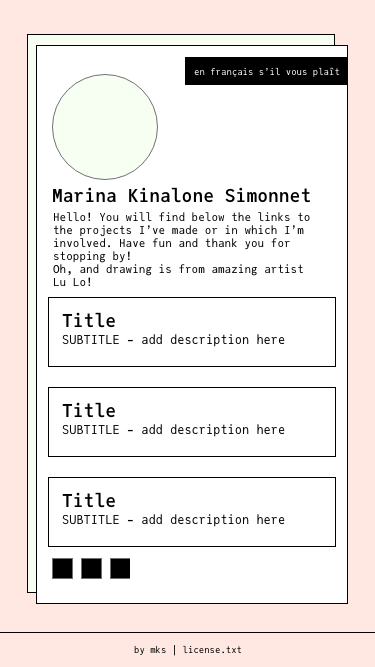 en français s’il vous plaît
Marina Kinalone Simonnet
Hello! You will find below the links to
the projects I’ve made or in which I’m
involved. Have fun and thank you for
stopping by!
Oh, and drawing is from amazing artist
Lu Lo!
Title
SUBTITLE – add description here
Title
SUBTITLE – add description here
Title
SUBTITLE – add description here
by mks | license.txt